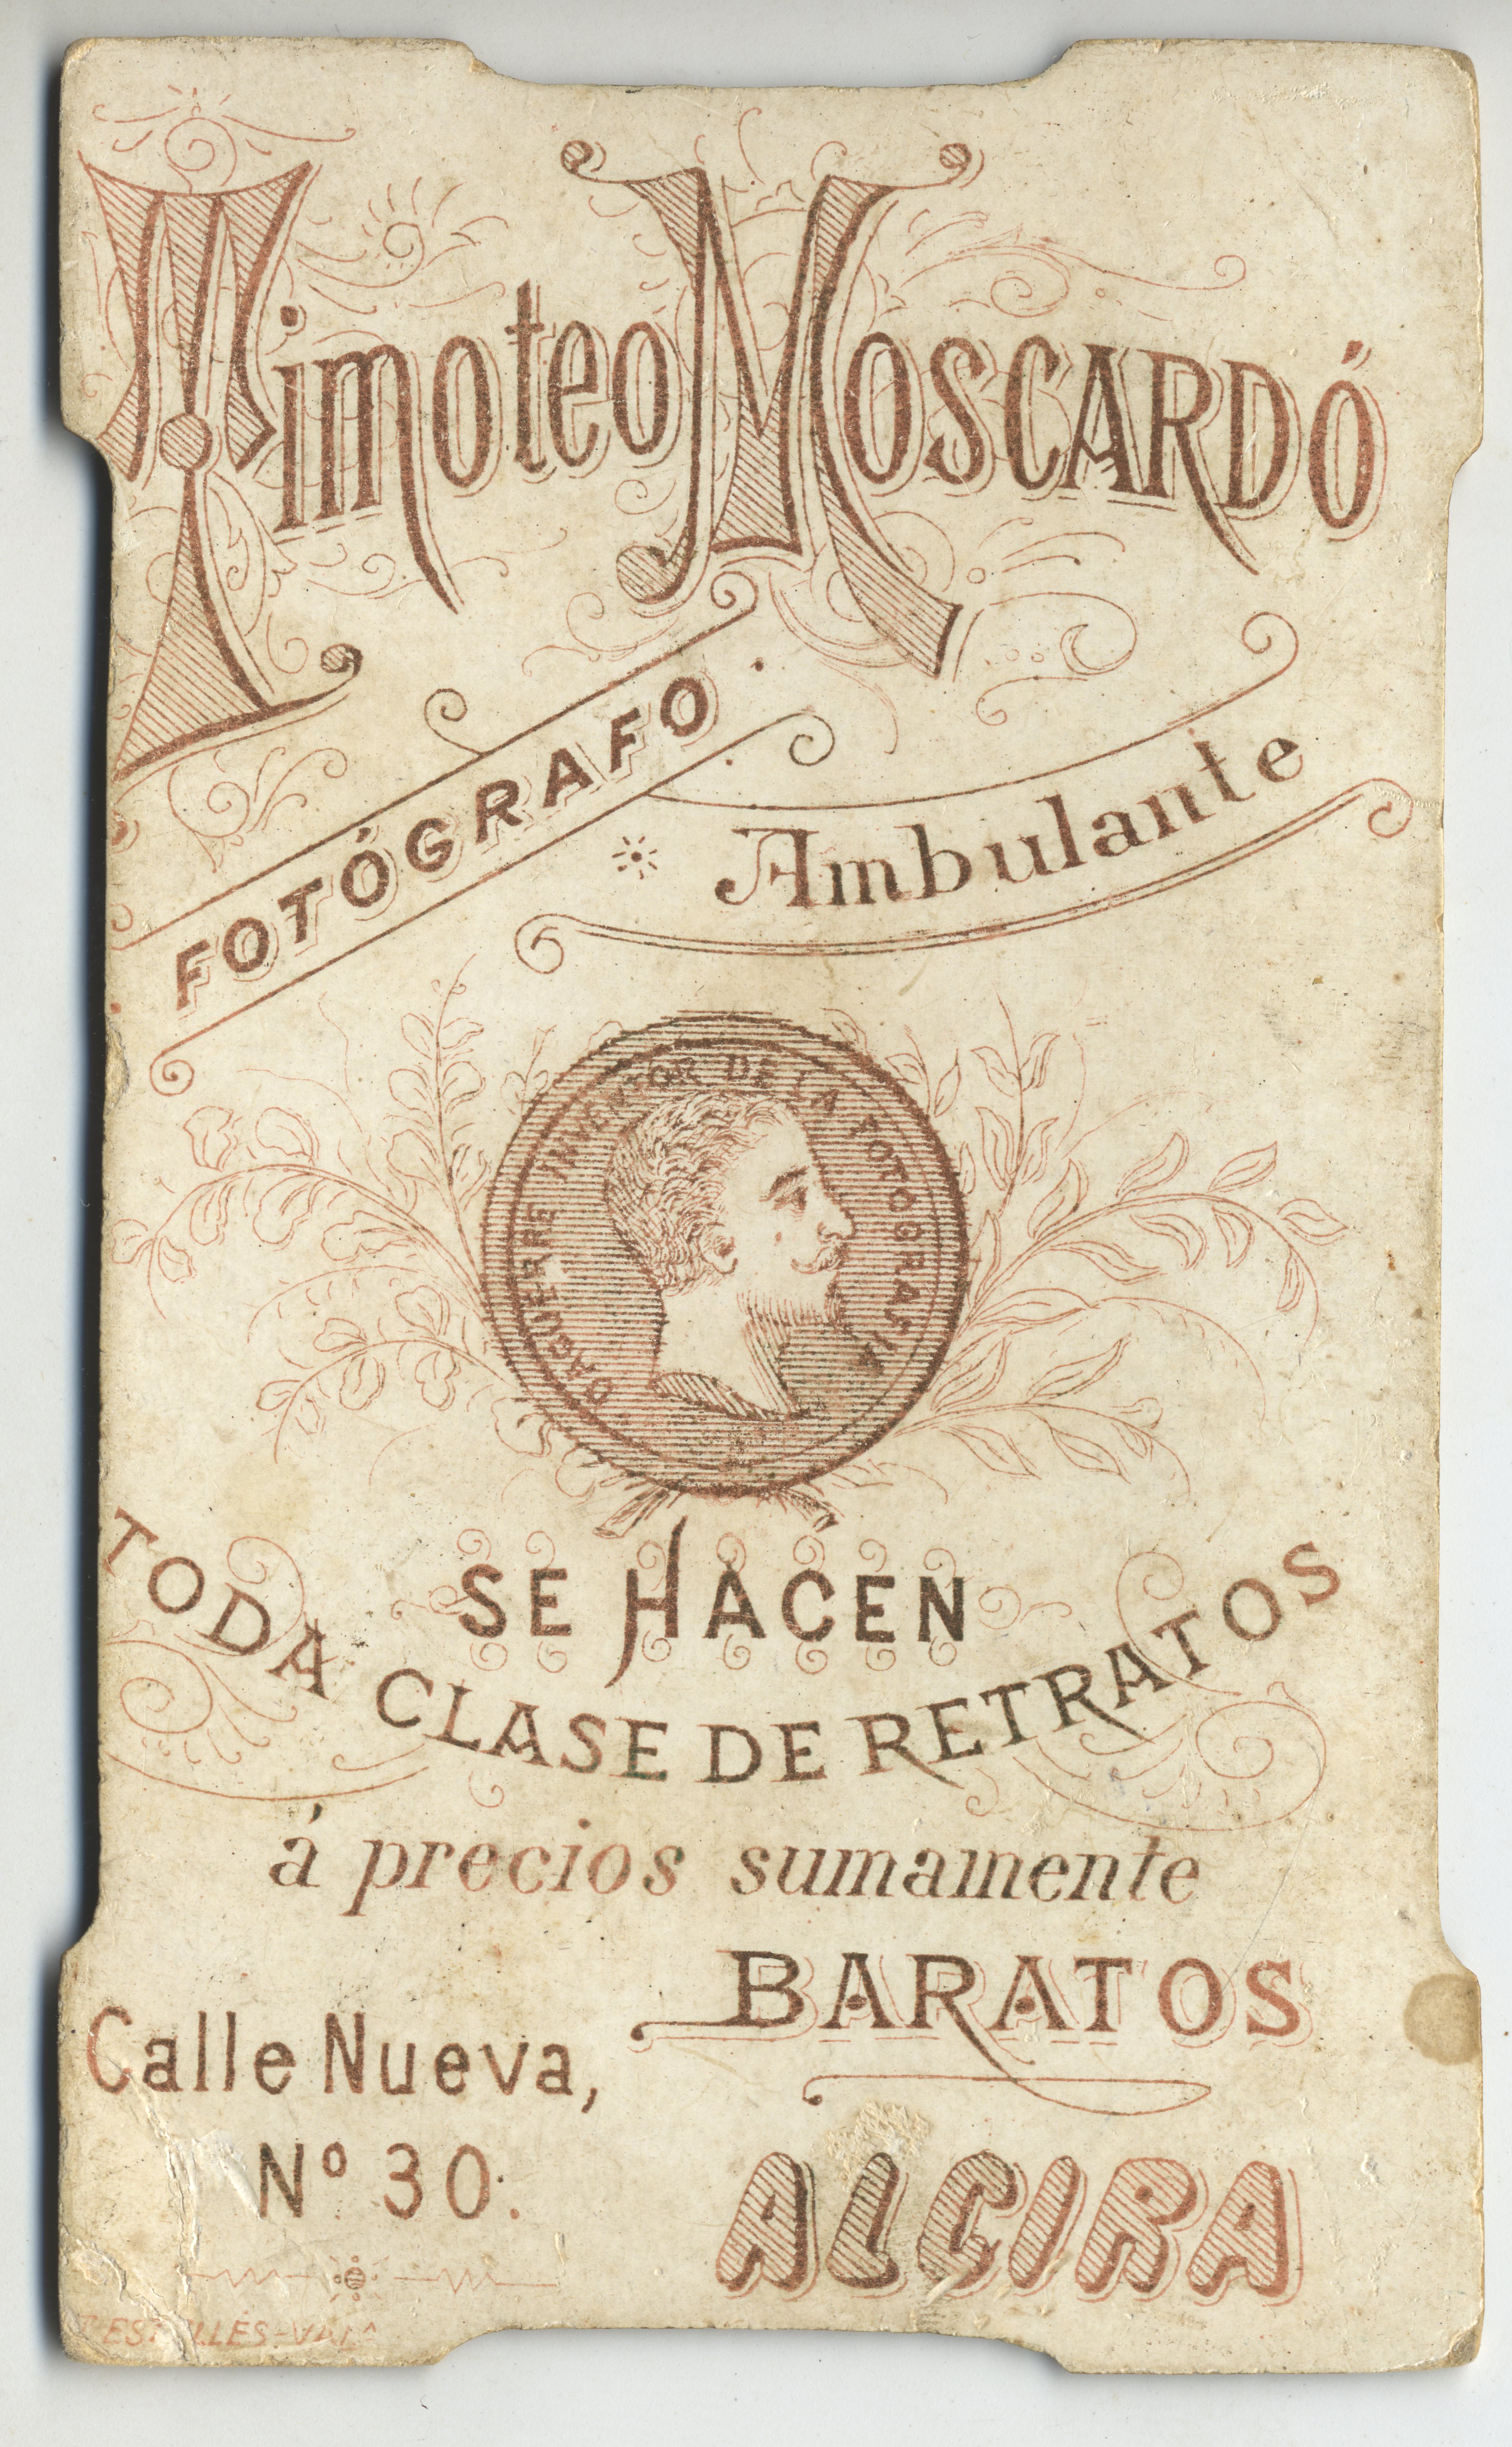 Timoteo Moscardó
FOTÓGRAFO
Ambulante
DAGUERRE INVENTOR DE LA FOTOGRAFIA
SE HACEN
TODA CLASE DE RETRATOS
á precios sumamente
BARATOS
Calle Nueva,
Nº 30.
ALCIRA